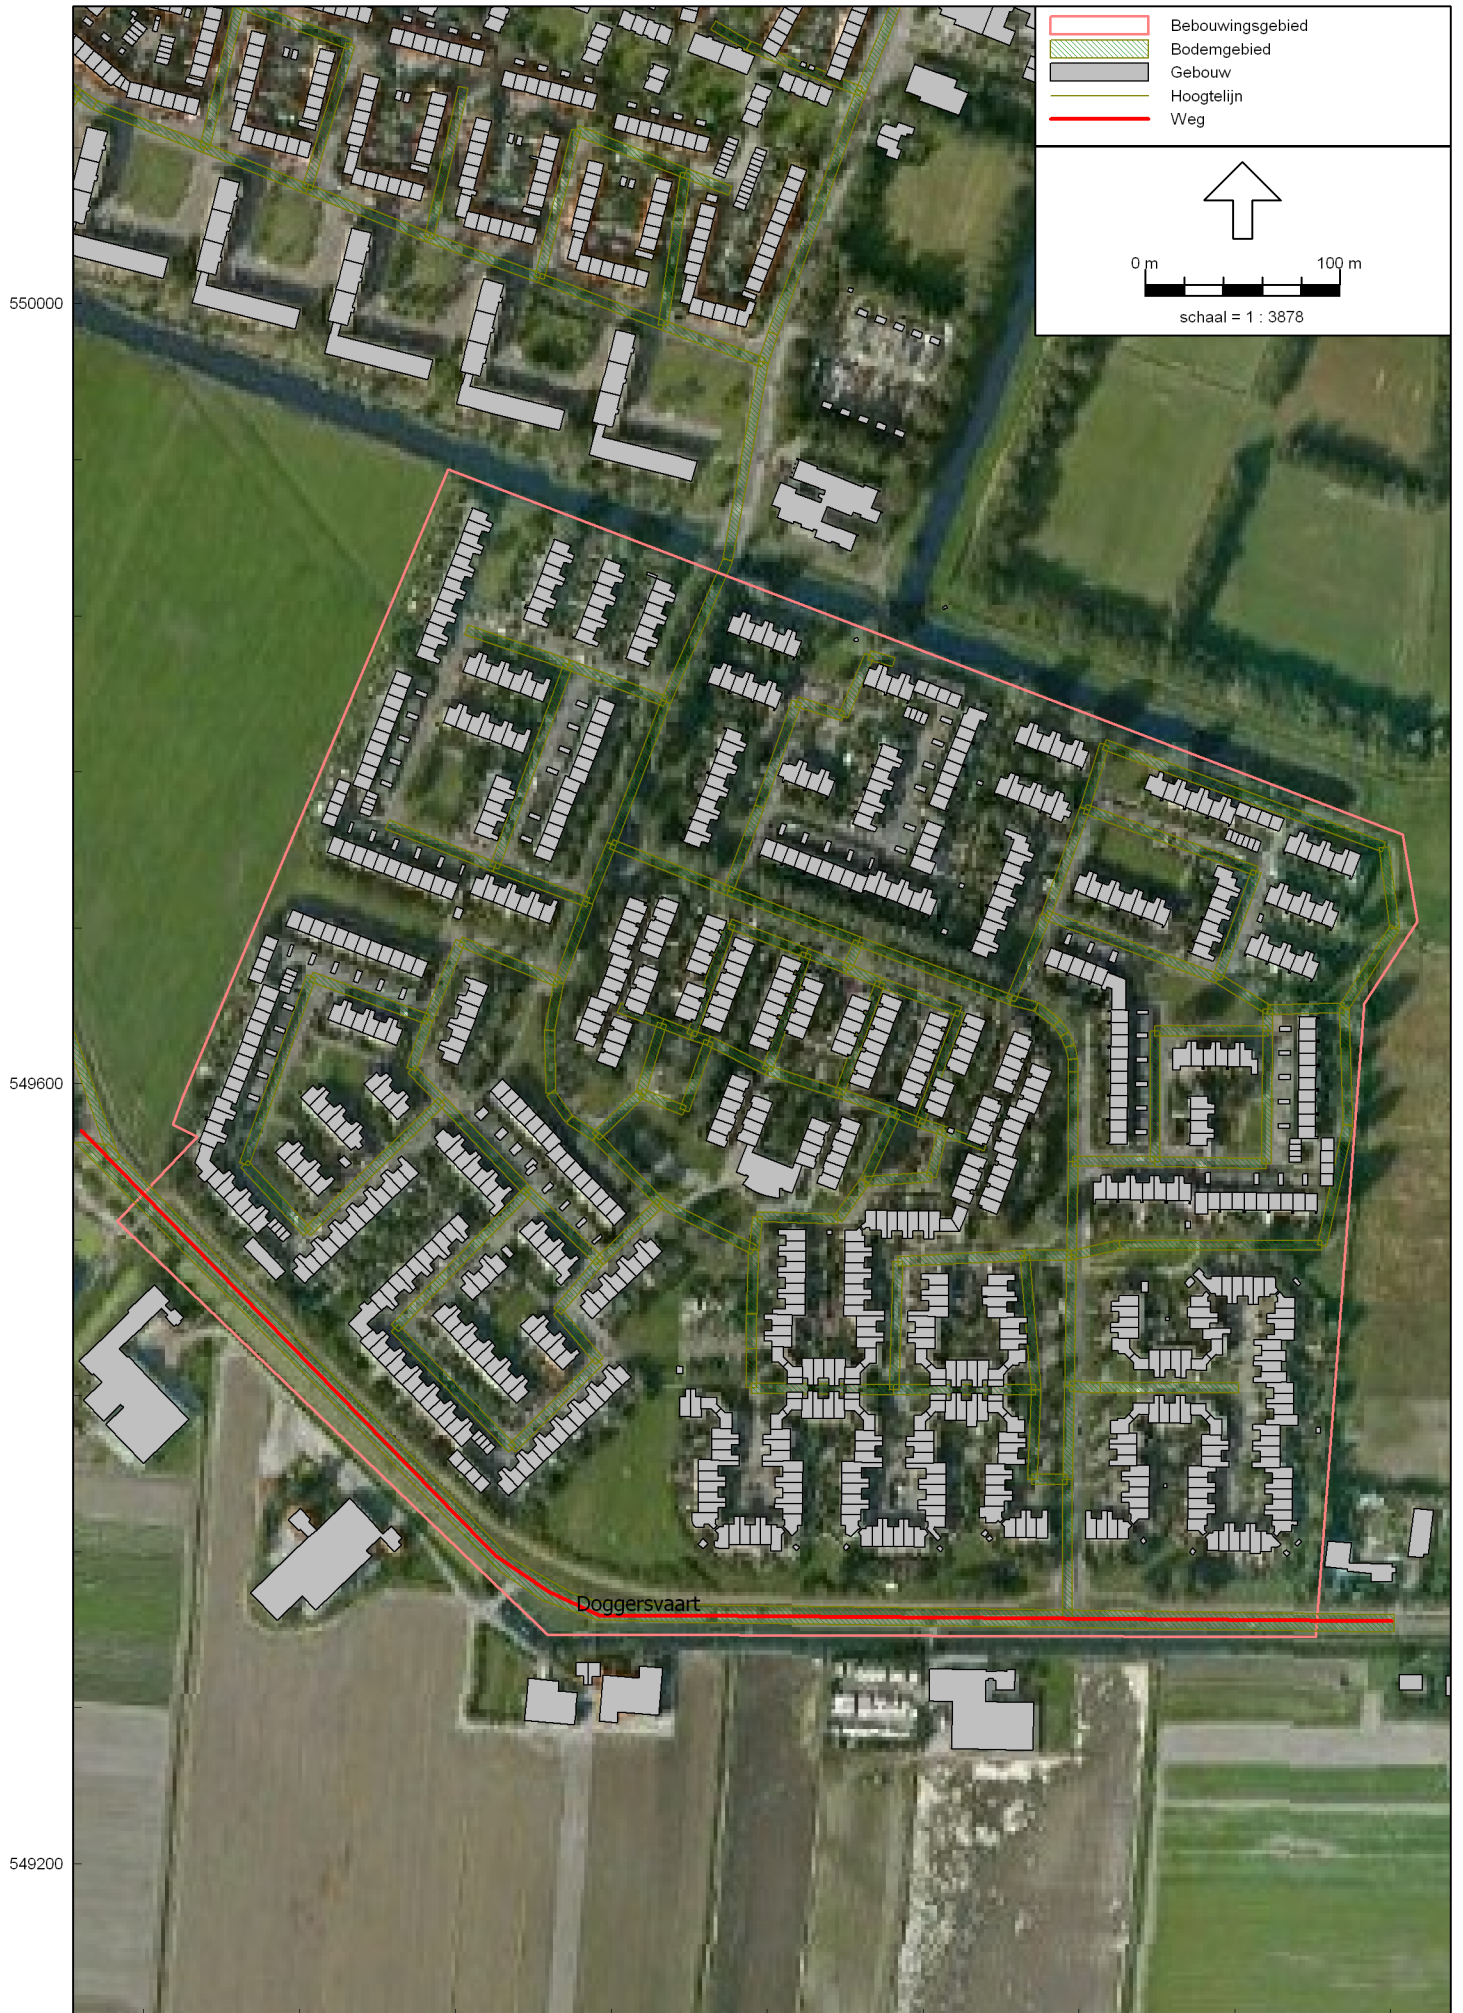 Bebouwingsgebied
Bodemgebied
Gebouw
Hoogtelijn
Weg
0 m 100 m
schaal = 1 : 3878
550000
549600
Doggersvaart
549200